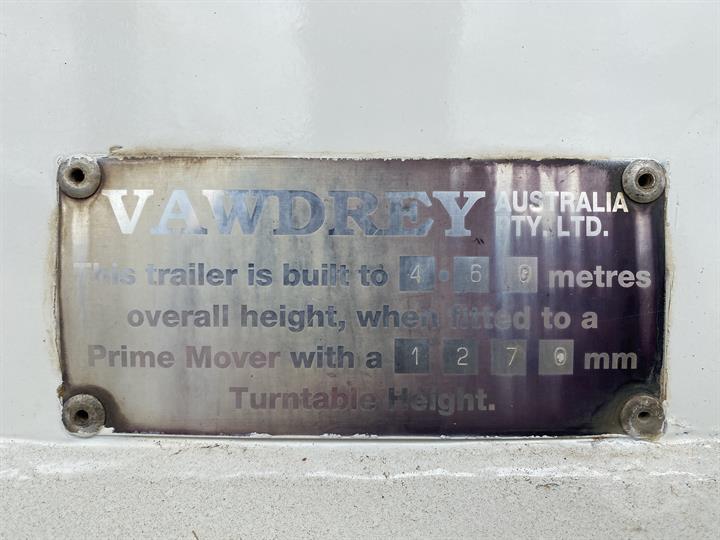 VAWDREY AUSTRALIA PTY. LTD.
This trailer is built to 4.60 metres
overall height, when fitted to a
Prime Mover with a 1270 mm
Turntable Height.